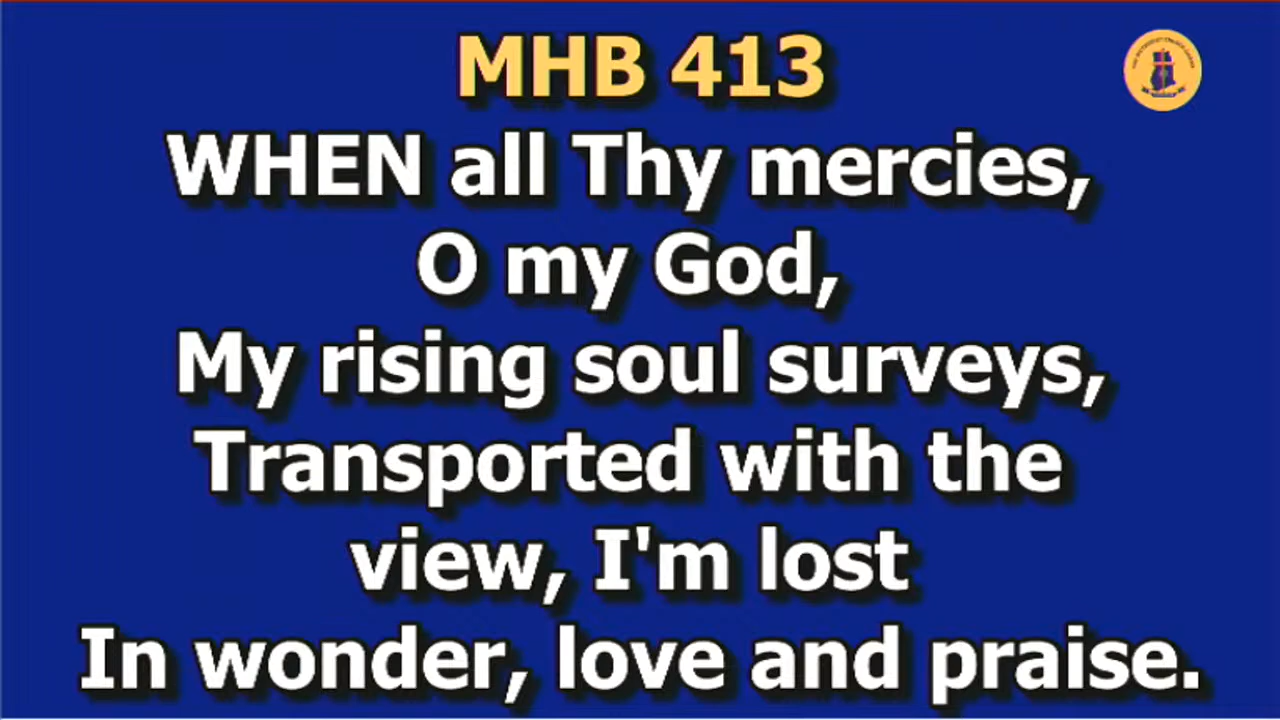 MHB 413
WHEN all Thy mercies,
O my God,
My rising soul surveys,
Transported with the
view, I'm lost
In wonder, love and praise.